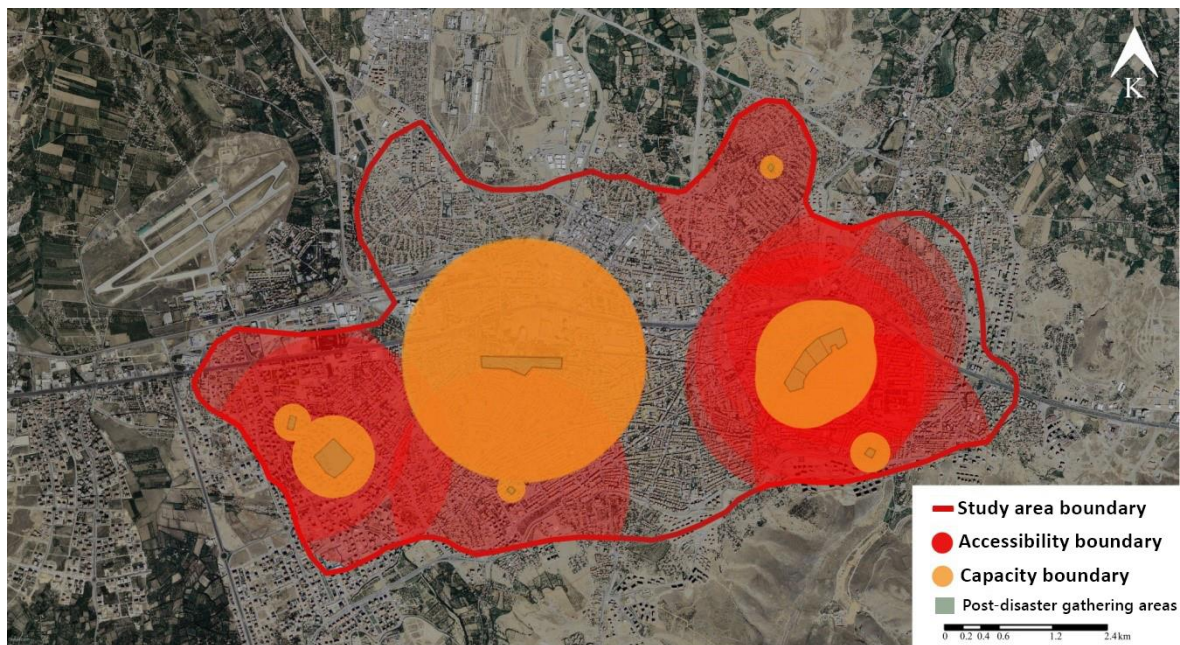 K
Study area boundary
Accessibility boundary
Capacity boundary
Post-disaster gathering areas
0 0.2 0.4 0.6 1.2 2.4 km